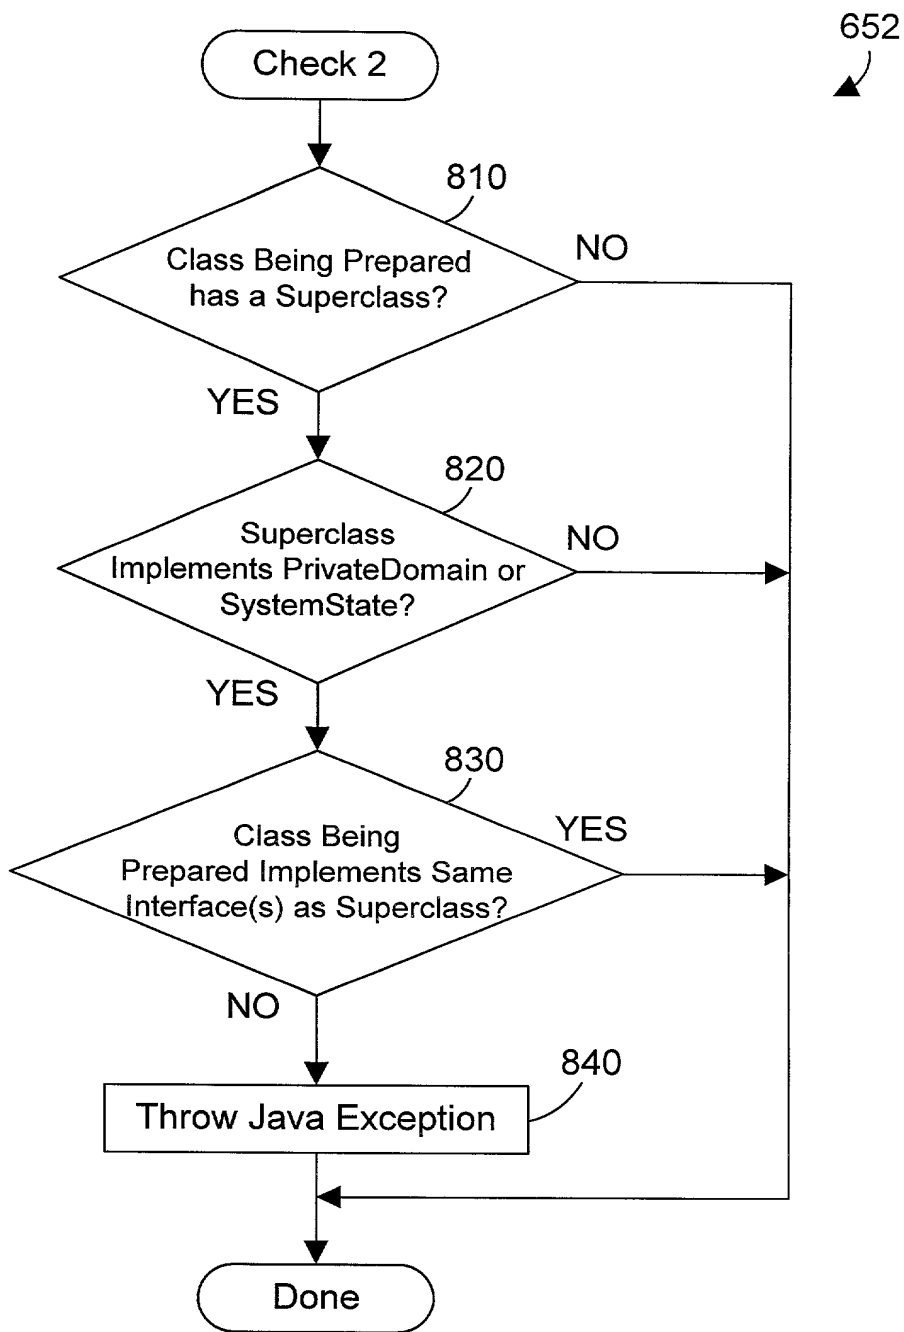 652
Check 2
810
Class Being Prepared
has a Superclass?
NO
YES
820
Superclass
Implements PrivateDomain or
SystemState?
NO
YES
830
Class Being
Prepared Implements Same
Interface(s) as Superclass?
YES
NO
840
Throw Java Exception
Done